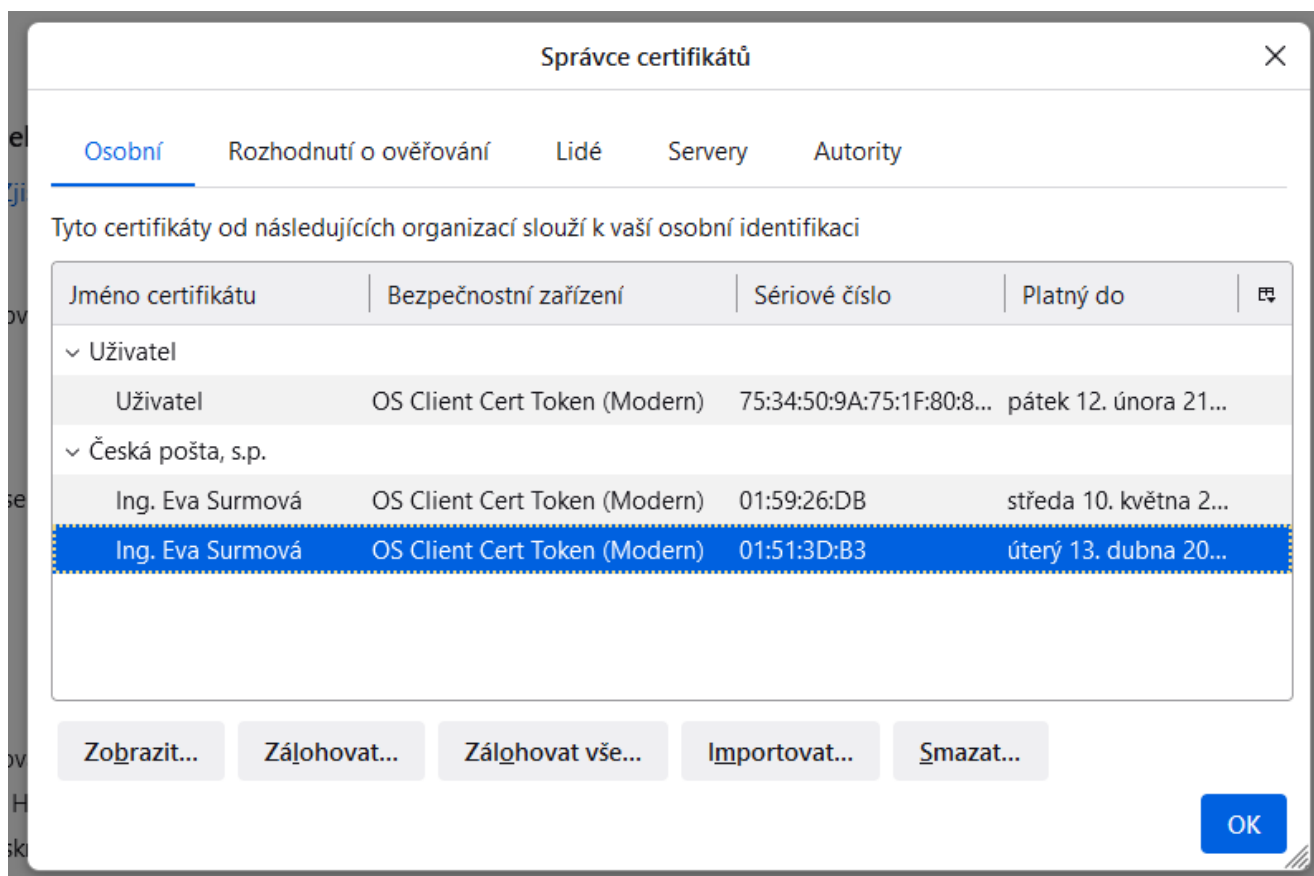 Správce certifikátů
Osobní Rozhodnutí o ověřování Lidé Servery Autority
Tyto certifikáty od následujících organizací slouží k vaší osobní identifikaci
Jméno certifikátu Bezpečnostní zařízení Sériové číslo Platný do
Uživatel
Uživatel OS Client Cert Token (Modern) 75:34:50:9A:75:1F:80:8... pátek 12. února 21...
Česká pošta, s.p.
Ing. Eva Surmová OS Client Cert Token (Modern) 01:59:26:DB středa 10. května 2...
Ing. Eva Surmová OS Client Cert Token (Modern) 01:51:3D:B3 úterý 13. dubna 20...
Zobrazit... Zálohovat... Zálohovat vše... Importovat... Smazat...
OK